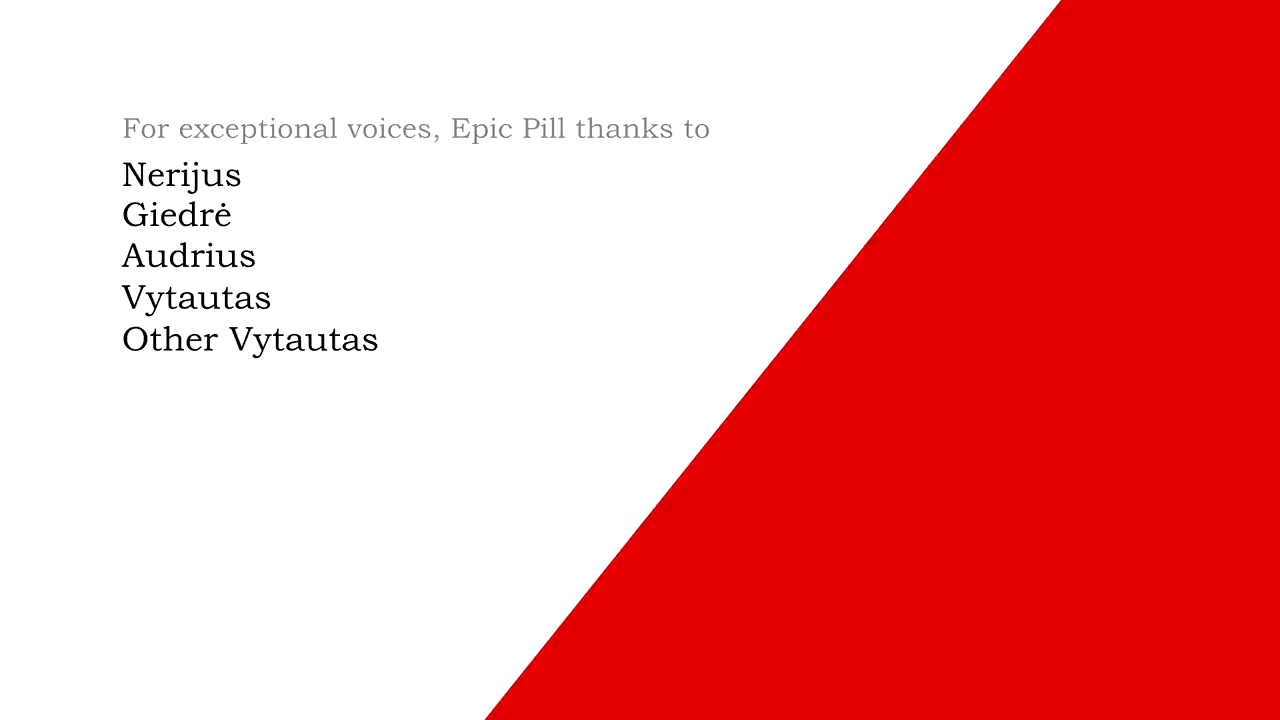 For exceptional voices, Epic Pill thanks to
Nerijus
Giedrė
Audrius
Vytautas
Other Vytautas